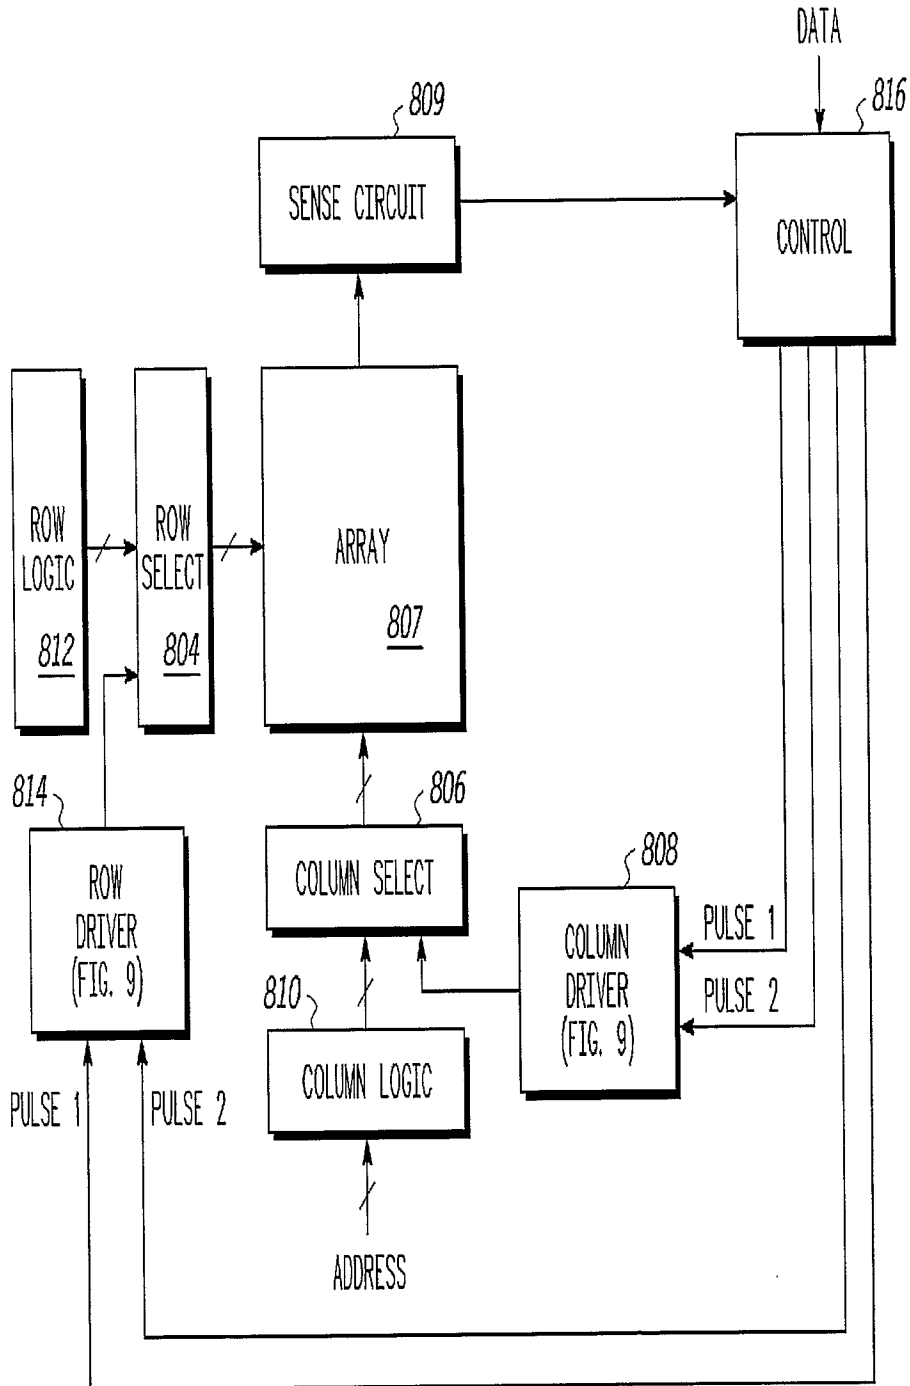 DATA
809
816
SENSE CIRCUIT
CONTROL
ROW
LOGIC
812
ROW
SELECT
804
ARRAY
807
814
806
ROW
DRIVER
(FIG. 9)
COLUMN SELECT
808
COLUMN
DRIVER
(FIG. 9)
PULSE 1
PULSE 2
810
COLUMN LOGIC
PULSE 1
PULSE 2
ADDRESS